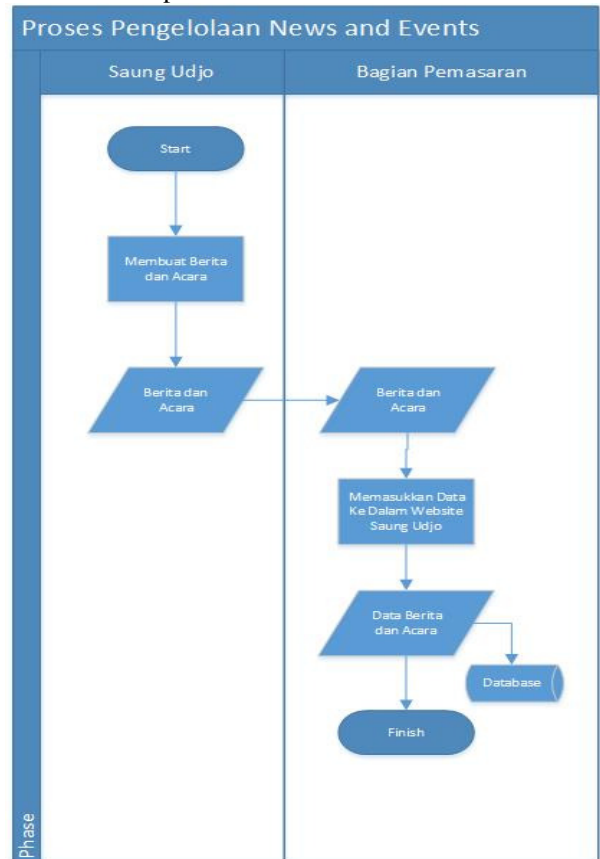 Proses Pengelolaan News and Events
Saung Udjo
Bagian Pemasaran
Start
Membuat Berita
dan Acara
Berita dan
Acara
Berita dan
Acara
Memasukkan Data
Ke Dalam Website
Saung Udjo
Data Berita
dan Acara
Database
Finish
Phase